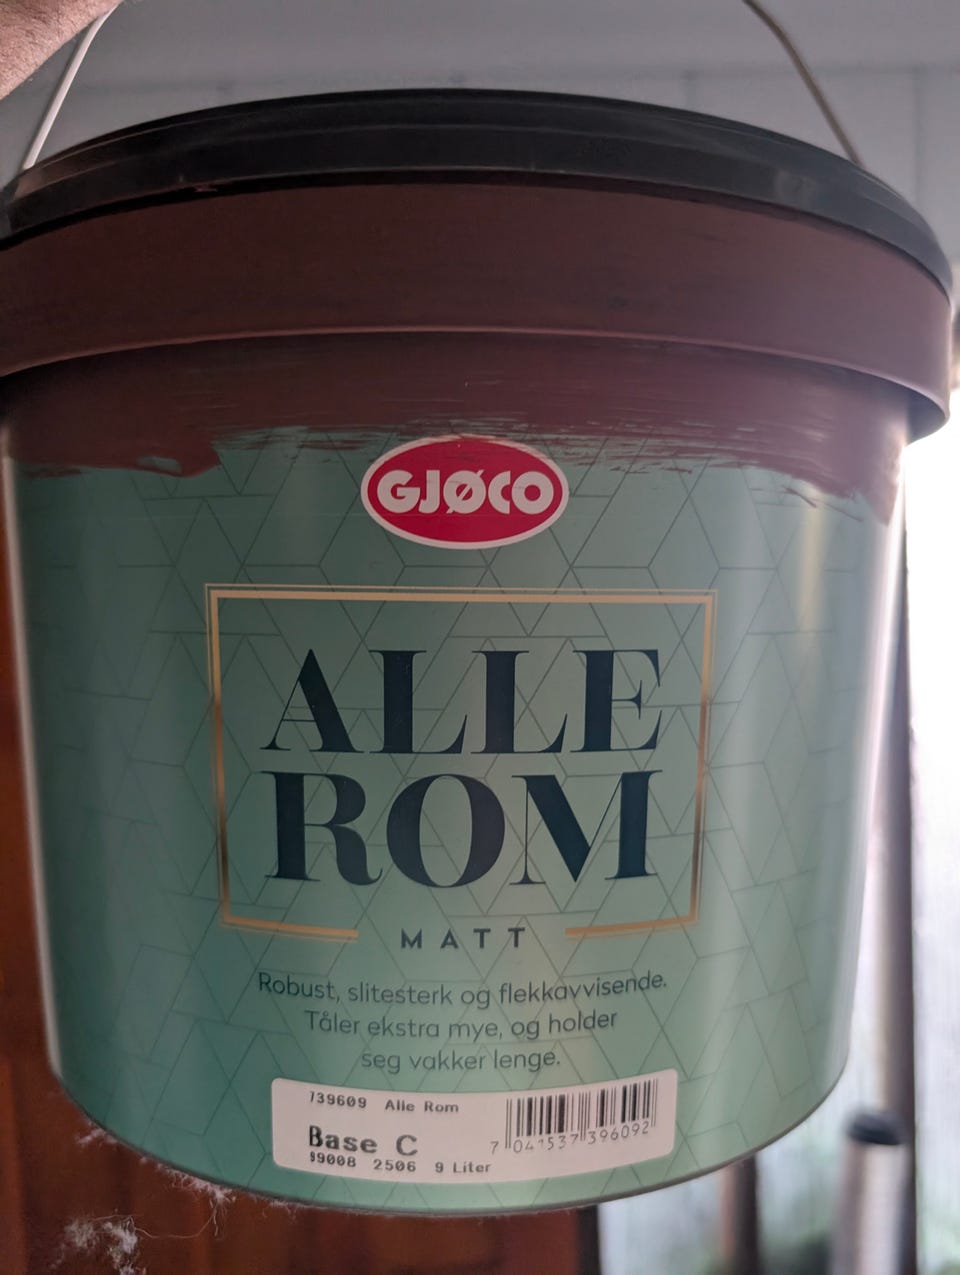 GJØCO
ALLE
ROM
MATT
Robust, slitesterk og flekkavvisende.
Tåler ekstra mye, og holder
seg vakker lenge.
739609 Alle Rom
Base C
99008 2506 9 Liter
7 041537 396092